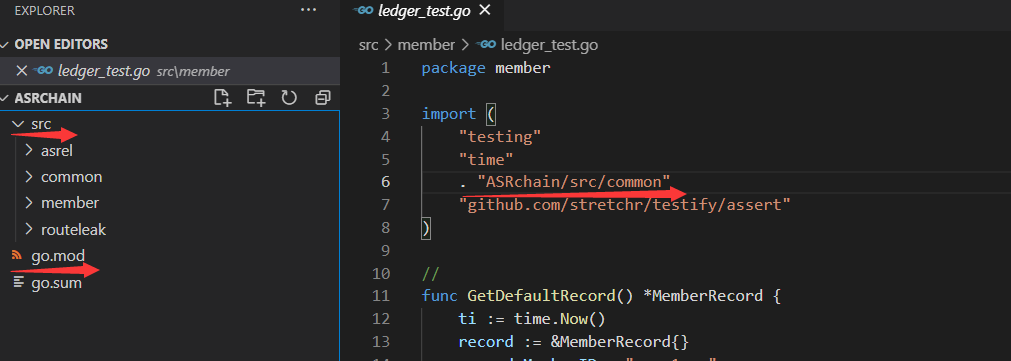 EXPLORER
...
OPEN EDITORS
ledger_test.go src\member
ASRCHAIN
src
asrel
common
member
routeleak
go.mod
go.sum
ledger_test.go
src > member > ledger_test.go
1 package member
2
3 import (
4 "testing"
5 "time"
6 . "ASRchain/src/common"
7 "github.com/stretchr/testify/assert"
8 )
9
10 //
11 func GetDefaultRecord() *MemberRecord {
12 ti := time.Now()
13 record := &MemberRecord{}